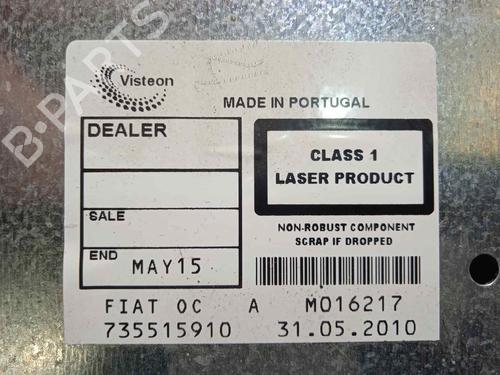 Visteon
MADE IN PORTUGAL
DEALER
CLASS 1
LASER PRODUCT
SALE
NON-ROBUST COMPONENT
SCRAP IF DROPPED
END MAY15
FIAT OC A M016217
735515910 31.05.2010
B-PARTS